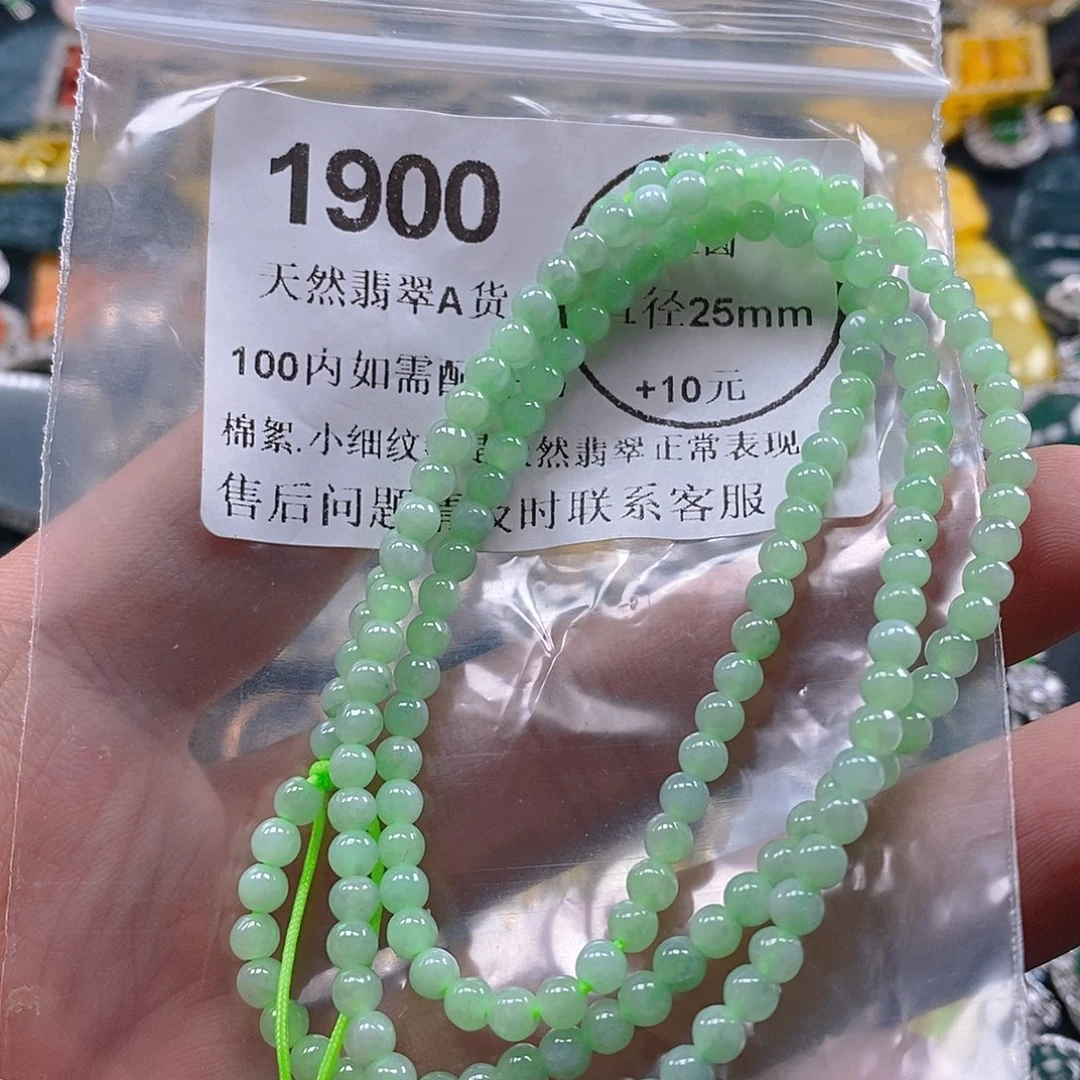 1900
天然翡翠A货
径25mm
100内如需
+10元
棉絮.小细纹 然翡翠正常表现
售后问题 及时联系客服